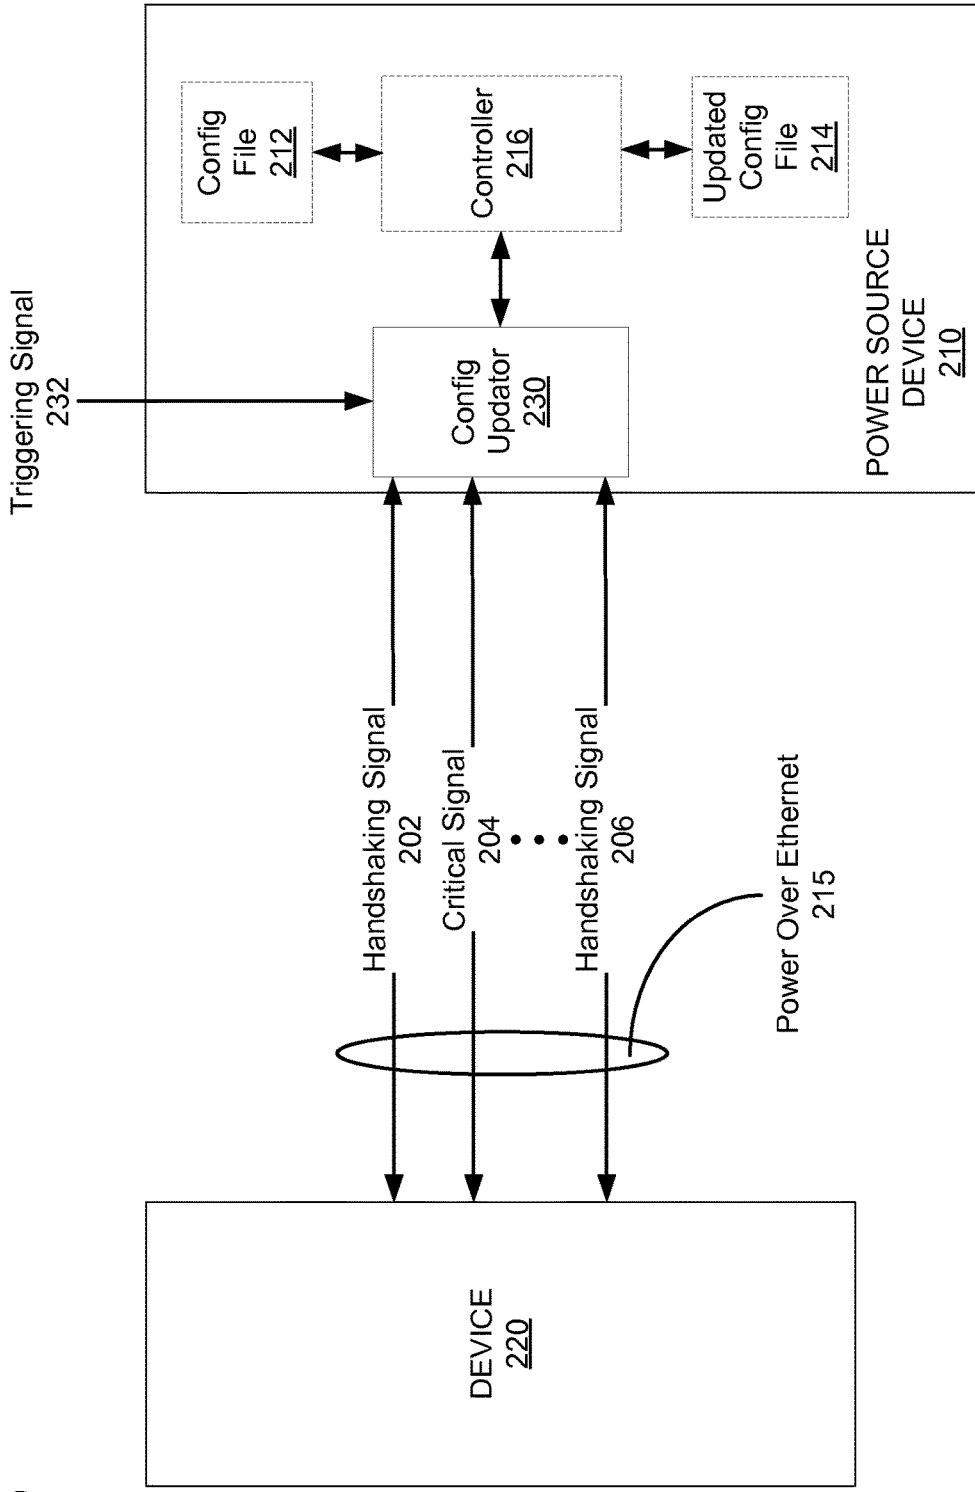 Triggering Signal
232
Config
File
212
Controller
216
Updated
Config
File
214
Config
Updator
230
POWER SOURCE
DEVICE
210
Handshaking Signal
202
Critical Signal
204
Handshaking Signal
206
Power Over Ethernet
215
DEVICE
220